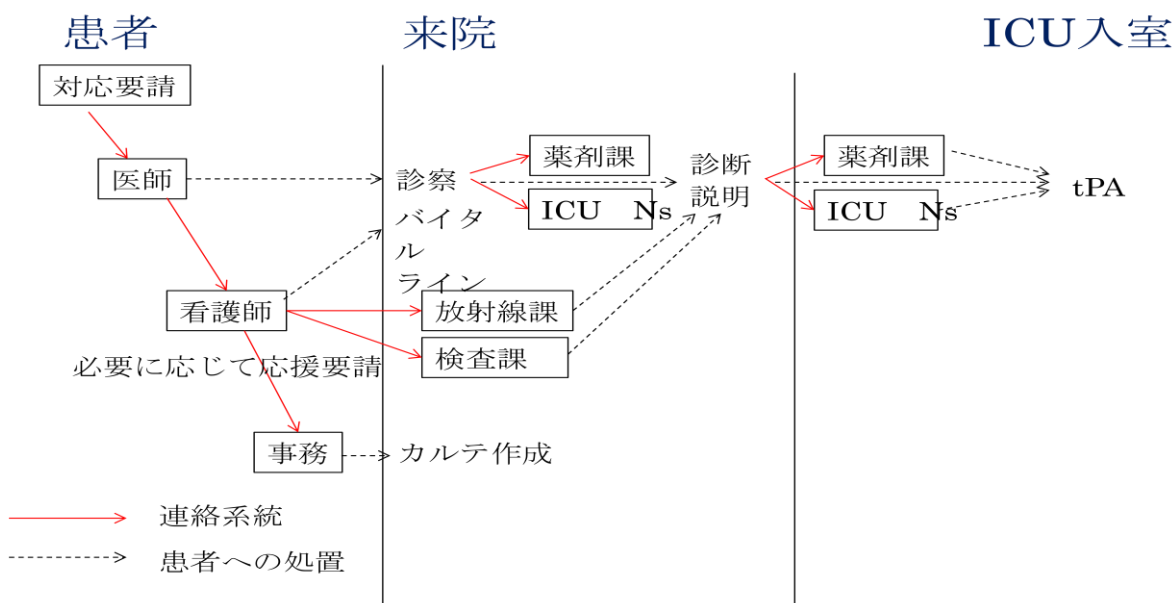 患者
来院
ICU入室
対応要請
医師
看護師
必要に応じて応援要請
事務
診察
バイタ
ル
ライン
薬剤課
ICU Ns
放射線課
検査課
カルテ作成
診断
説明
薬剤課
ICU Ns
tPA
連絡系統
患者への処置